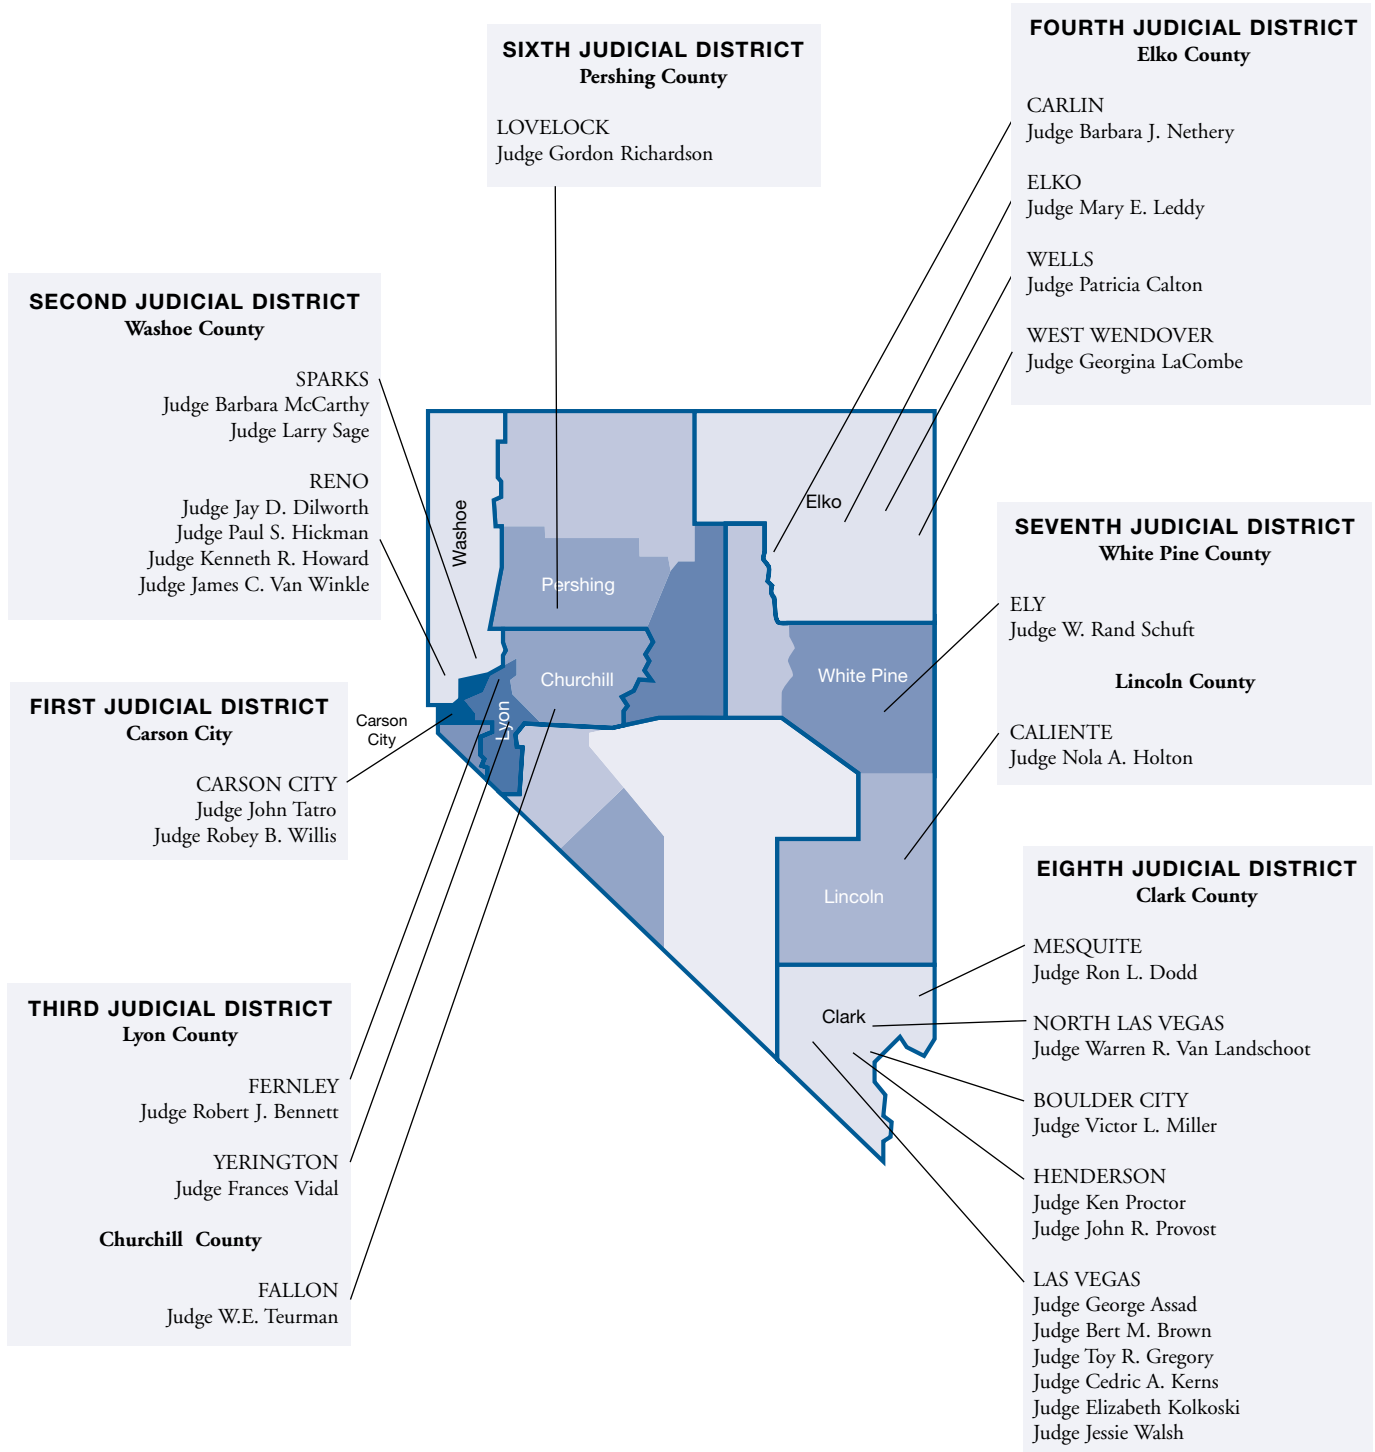 SIXTH JUDICIAL DISTRICT
Pershing County
LOVELOCK
Judge Gordon Richardson
FOURTH JUDICIAL DISTRICT
Elko County
CARLIN
Judge Barbara J. Nethery
ELKO
Judge Mary E. Leddy
WELLS
Judge Patricia Calton
WEST WENDOVER
Judge Georgina LaCombe
SECOND JUDICIAL DISTRICT
Washoe County
SPARKS
Judge Barbara McCarthy
Judge Larry Sage
RENO
Judge Jay D. Dilworth
Judge Paul S. Hickman
Judge Kenneth R. Howard
Judge James C. Van Winkle
Washoe
Elko
Pershing
Churchill
White Pine
Lyon
Carson
City
Lincoln
Clark
SEVENTH JUDICIAL DISTRICT
White Pine County
ELY
Judge W. Rand Schuft
Lincoln County
CALIENTE
Judge Nola A. Holton
FIRST JUDICIAL DISTRICT
Carson City
CARSON CITY
Judge John Tatro
Judge Robey B. Willis
EIGHTH JUDICIAL DISTRICT
Clark County
MESQUITE
Judge Ron L. Dodd
NORTH LAS VEGAS
Judge Warren R. Van Landschoot
BOULDER CITY
Judge Victor L. Miller
HENDERSON
Judge Ken Proctor
Judge John R. Provost
LAS VEGAS
Judge George Assad
Judge Bert M. Brown
Judge Toy R. Gregory
Judge Cedric A. Kerns
Judge Elizabeth Kolkoski
Judge Jessie Walsh
THIRD JUDICIAL DISTRICT
Lyon County
FERNLEY
Judge Robert J. Bennett
YERINGTON
Judge Frances Vidal
Churchill County
FALLON
Judge W.E. Teurman